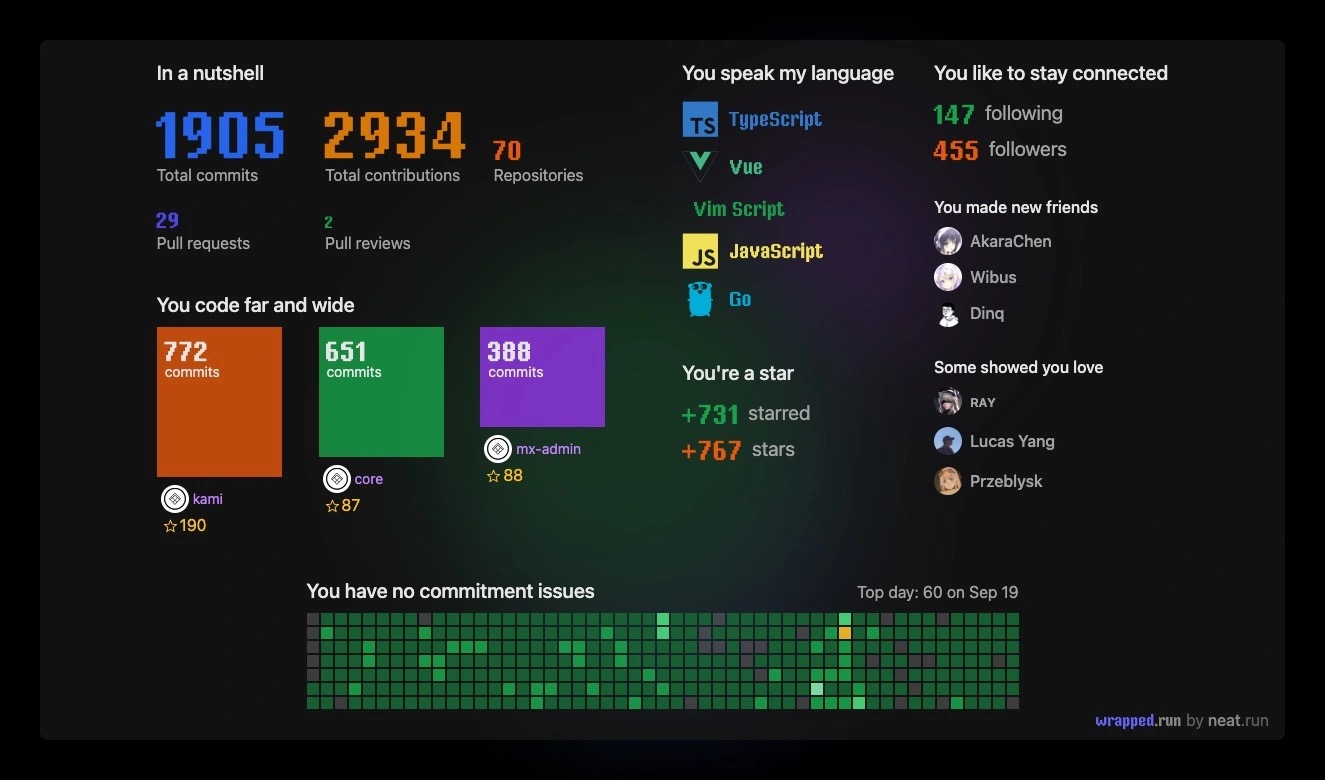 In a nutshell
1905
Total commits
2934
Total contributions
70
Repositories
29
Pull requests
2
Pull reviews
You code far and wide
772
commits
kami
190
651
commits
core
87
388
commits
mx-admin
88
You speak my language
TS TypeScript
Vue
Vim Script
JS JavaScript
Go
You're a star
+731 starred
+767 stars
You like to stay connected
147 following
455 followers
You made new friends
AkaraChen
Wibus
Dinq
Some showed you love
RAY
Lucas Yang
Przeblysk
You have no commitment issues
Top day: 60 on Sep 19
wrapped.run by neat.run